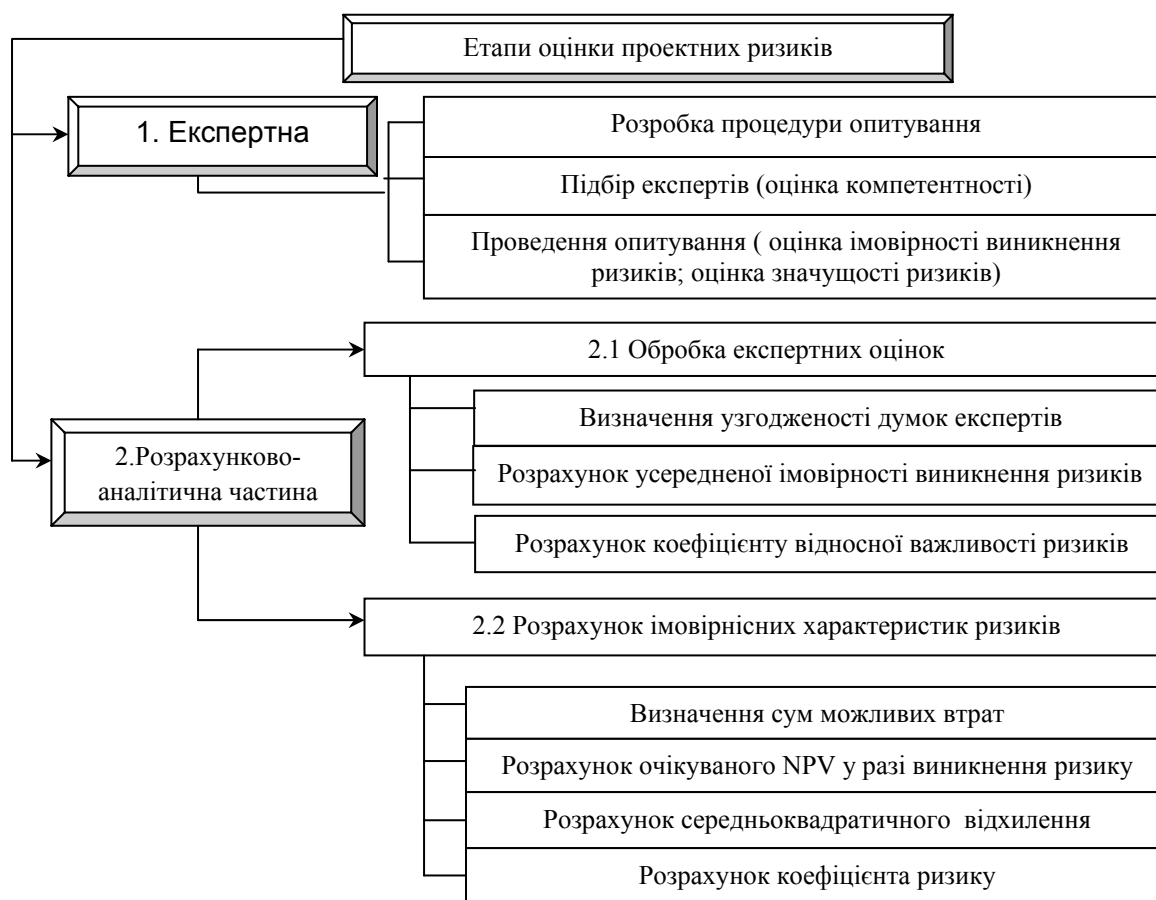 Етапи оцінки проектних ризиків
1. Експертна
Розробка процедури опитування
Підбір експертів (оцінка компетентності)
Проведення опитування ( оцінка імовірності виникнення
ризиків; оцінка значущості ризиків)
2.1 Обробка експертних оцінок
Визначення узгодженості думок експертів
2.Розрахунково-
аналітична частина
Розрахунок усередненої імовірності виникнення ризиків
Розрахунок коефіцієнту відносної важливості ризиків
2.2 Розрахунок імовірнісних характеристик ризиків
Визначення сум можливих втрат
Розрахунок очікуваного NPV у разі виникнення ризику
Розрахунок середньоквадратичного відхилення
Розрахунок коефіцієнта ризику